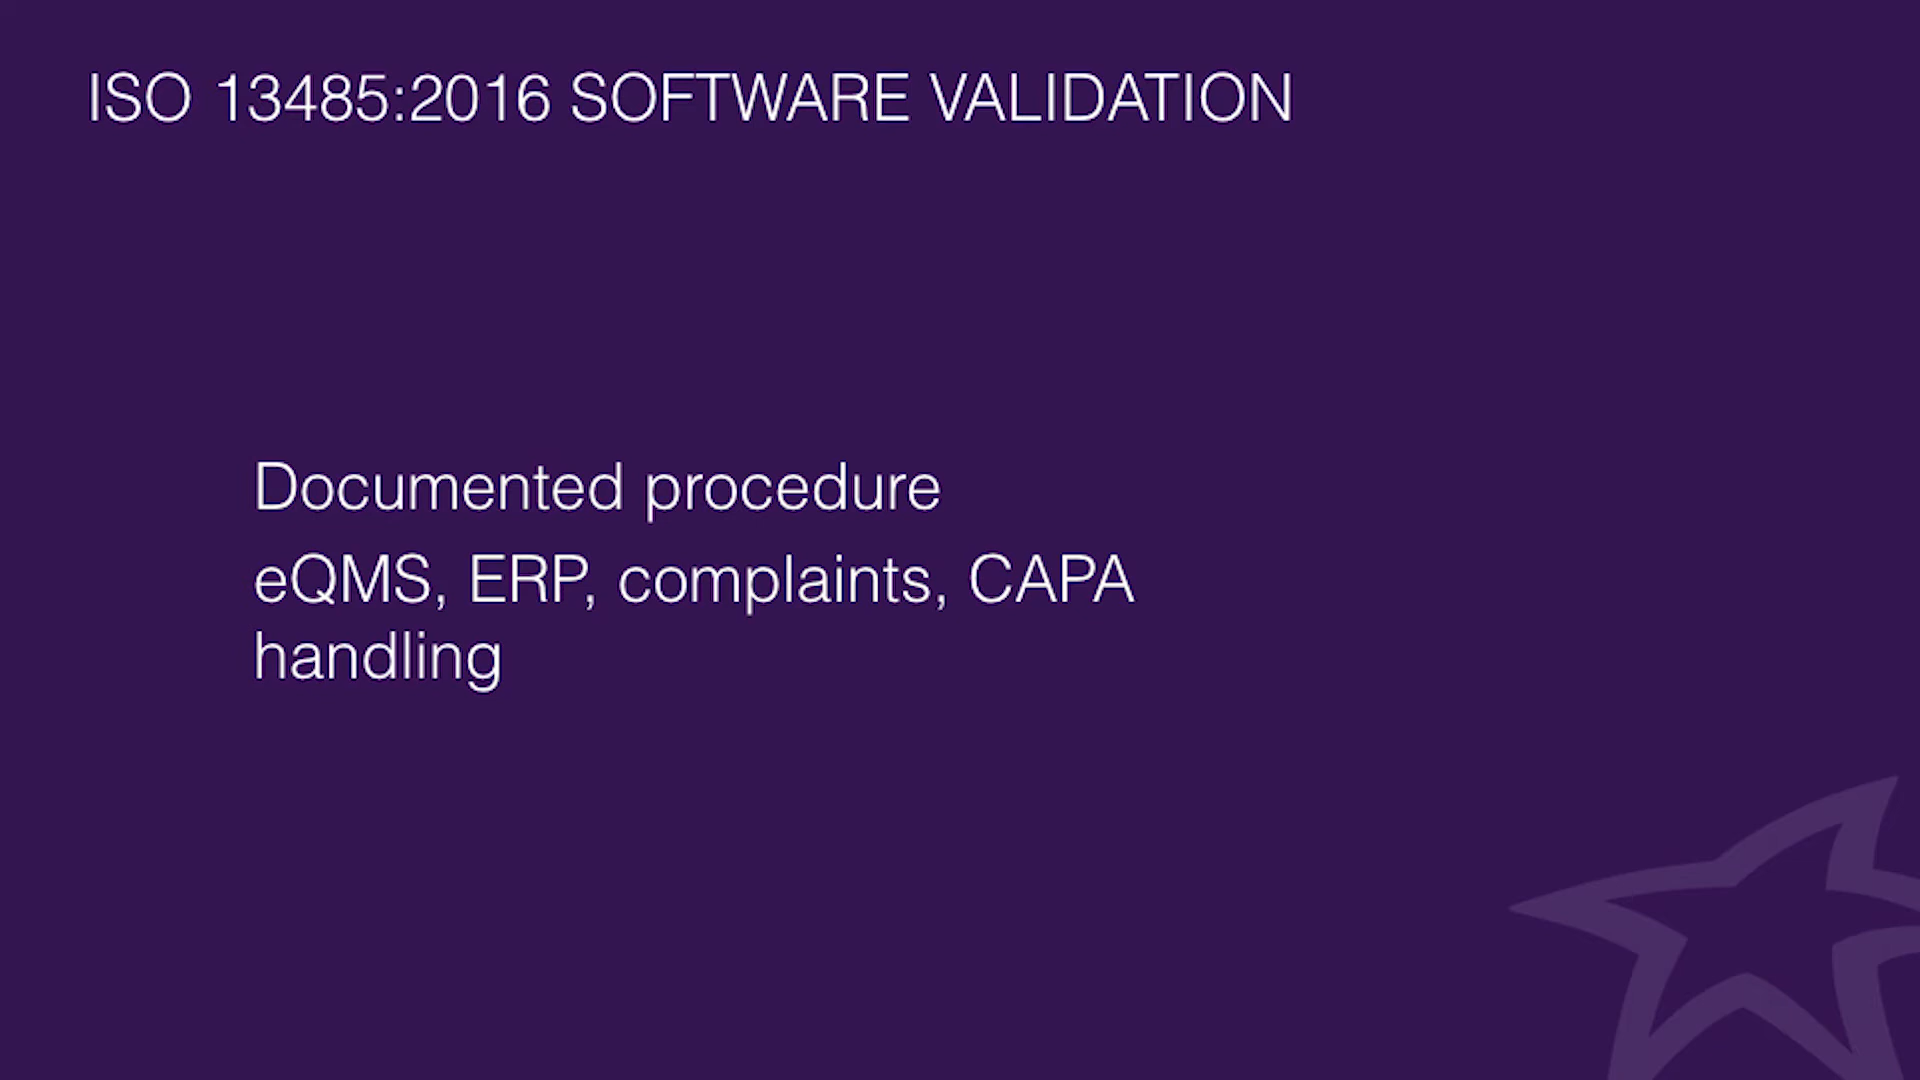 ISO 13485:2016 SOFTWARE VALIDATION
Documented procedure
eQMS, ERP, complaints, CAPA
handling